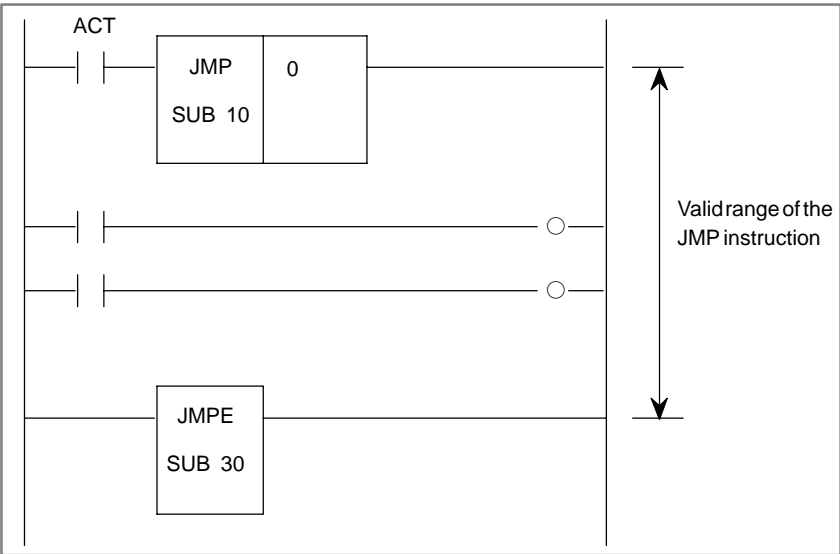 ACT
JMP
0
SUB 10
Valid range of the
JMP instruction
JMPE
SUB 30